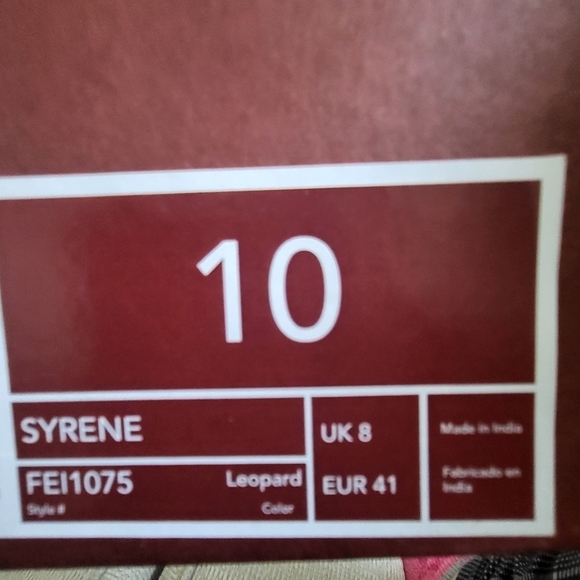 10
SYRENE
FEI1075
Style #
Leopard
Color
UK 8
EUR 41
Made in India
Fabricado en
India